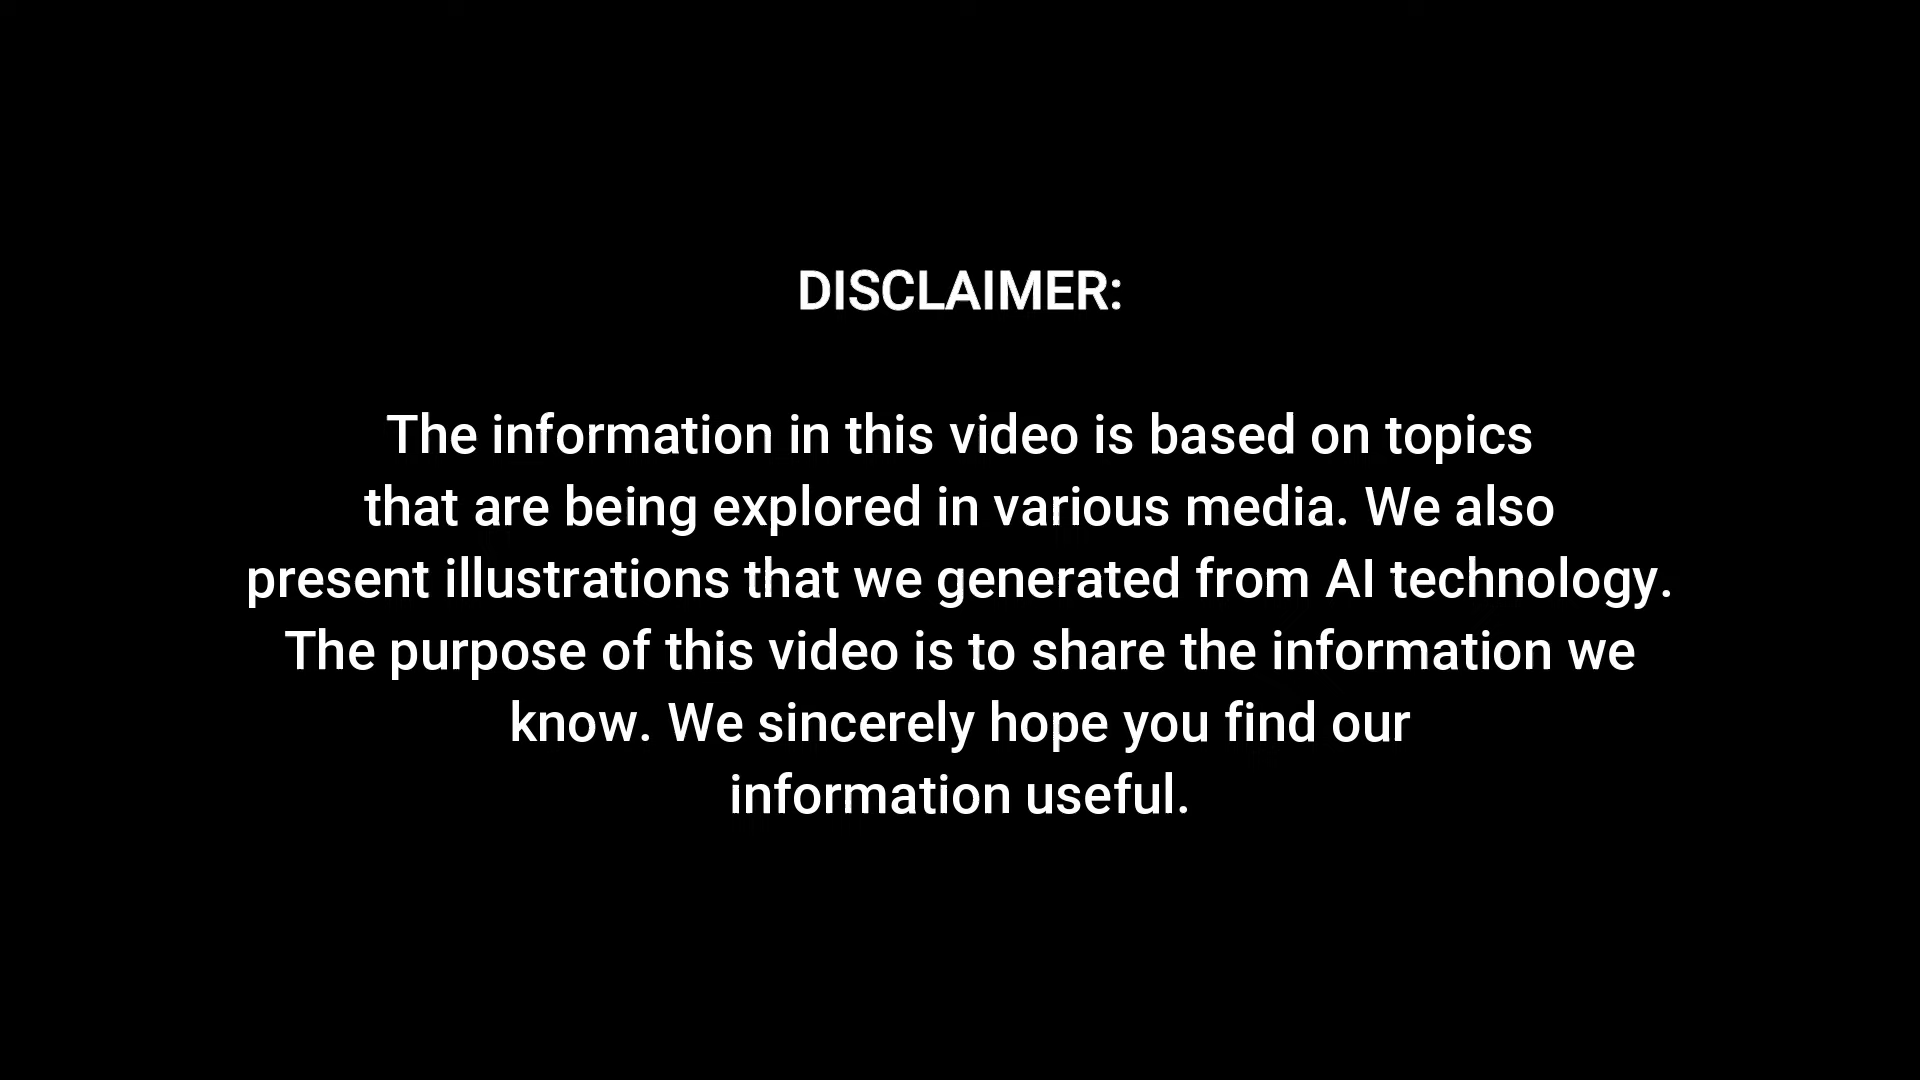 DISCLAIMER:
The information in this video is based on topics
that are being explored in various media. We also
present illustrations that we generated from AI technology.
The purpose of this video is to share the information we
know. We sincerely hope you find our
information useful.